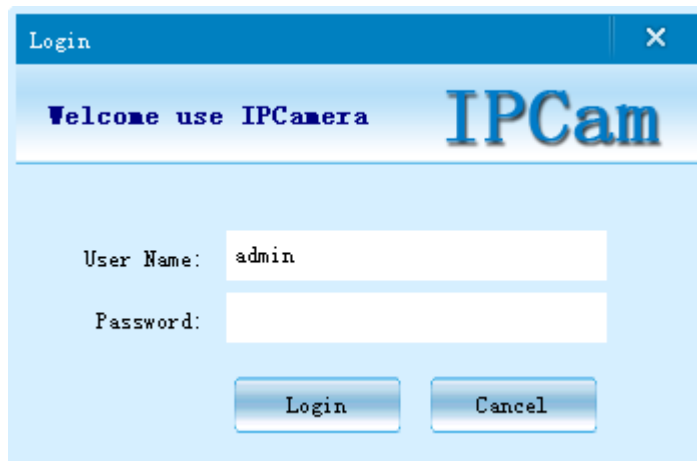 Login
Welcome use IPCamera IPCam
User Name: admin
Password:
Login Cancel